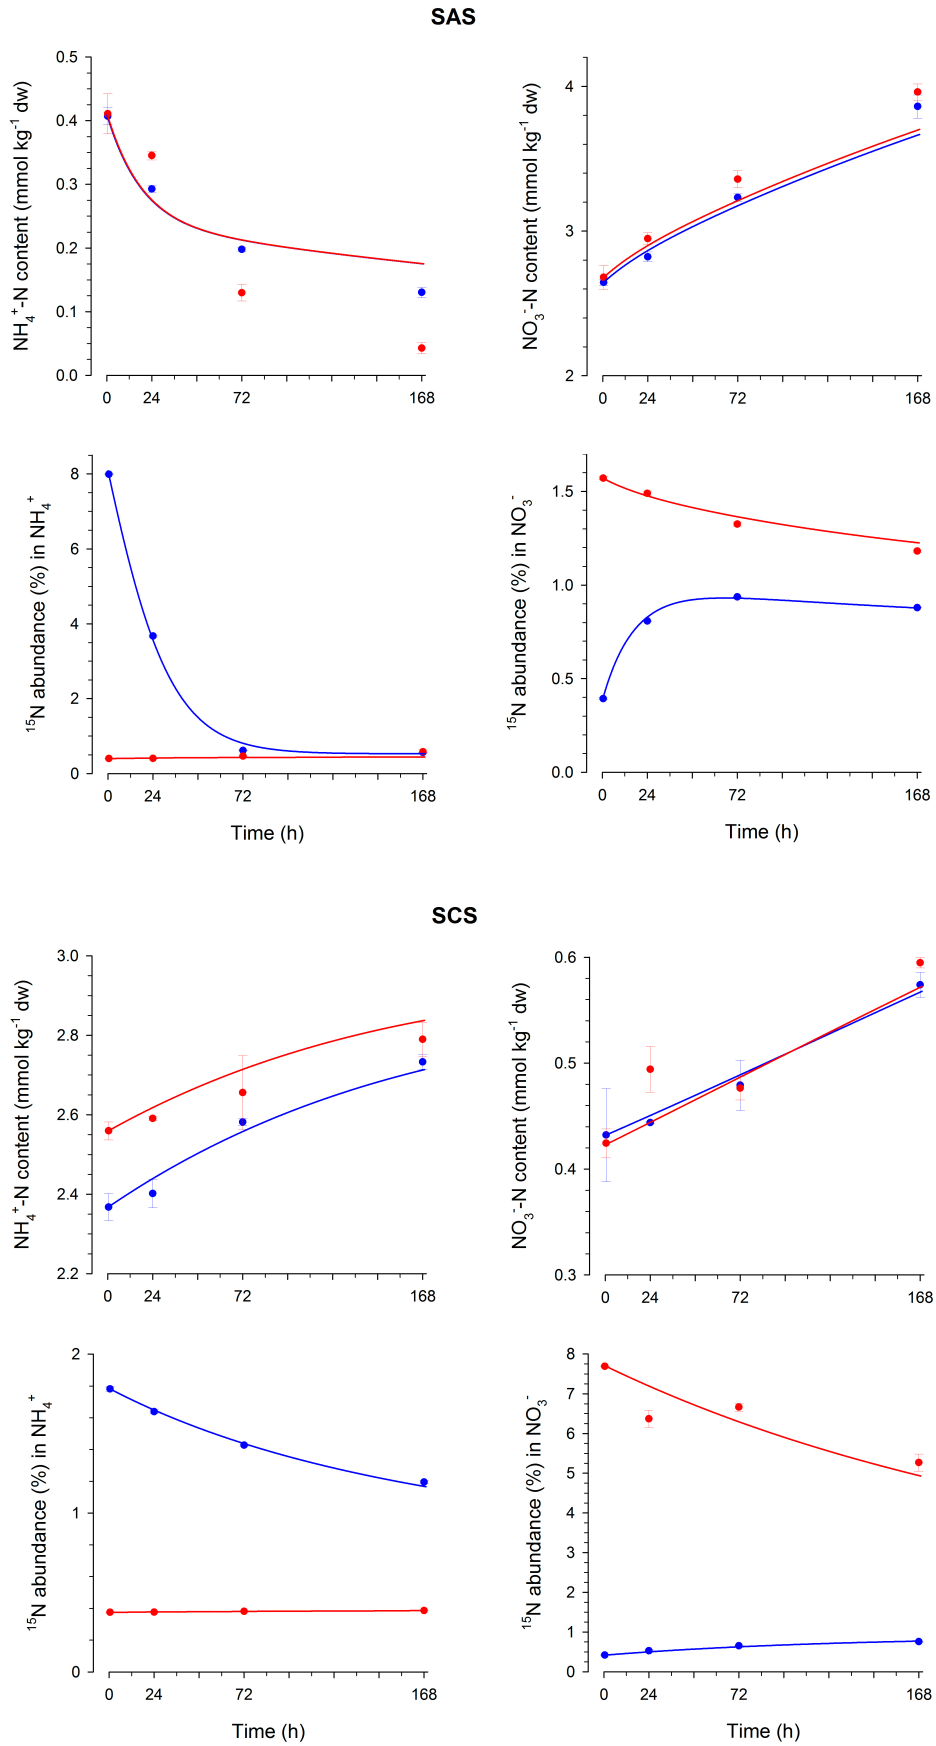 SAS
NH₄⁺-N content (mmol kg⁻¹ dw)
0.5
0.4
0.3
0.2
0.1
0.0
0 24 72 168
NO₃⁻-N content (mmol kg⁻¹ dw)
4
3
2
0 24 72 168
¹⁵N abundance (%) in NH₄⁺
8
6
4
2
0
0 24 72 168
Time (h)
¹⁵N abundance (%) in NO₃⁻
1.5
1.0
0.5
0.0
0 24 72 168
Time (h)
SCS
NH₄⁺-N content (mmol kg⁻¹ dw)
3.0
2.8
2.6
2.4
2.2
0 24 72 168
NO₃⁻-N content (mmol kg⁻¹ dw)
0.6
0.5
0.4
0.3
0 24 72 168
¹⁵N abundance (%) in NH₄⁺
2
1
0
0 24 72 168
Time (h)
¹⁵N abundance (%) in NO₃⁻
8
7
6
5
4
3
2
1
0
0 24 72 168
Time (h)